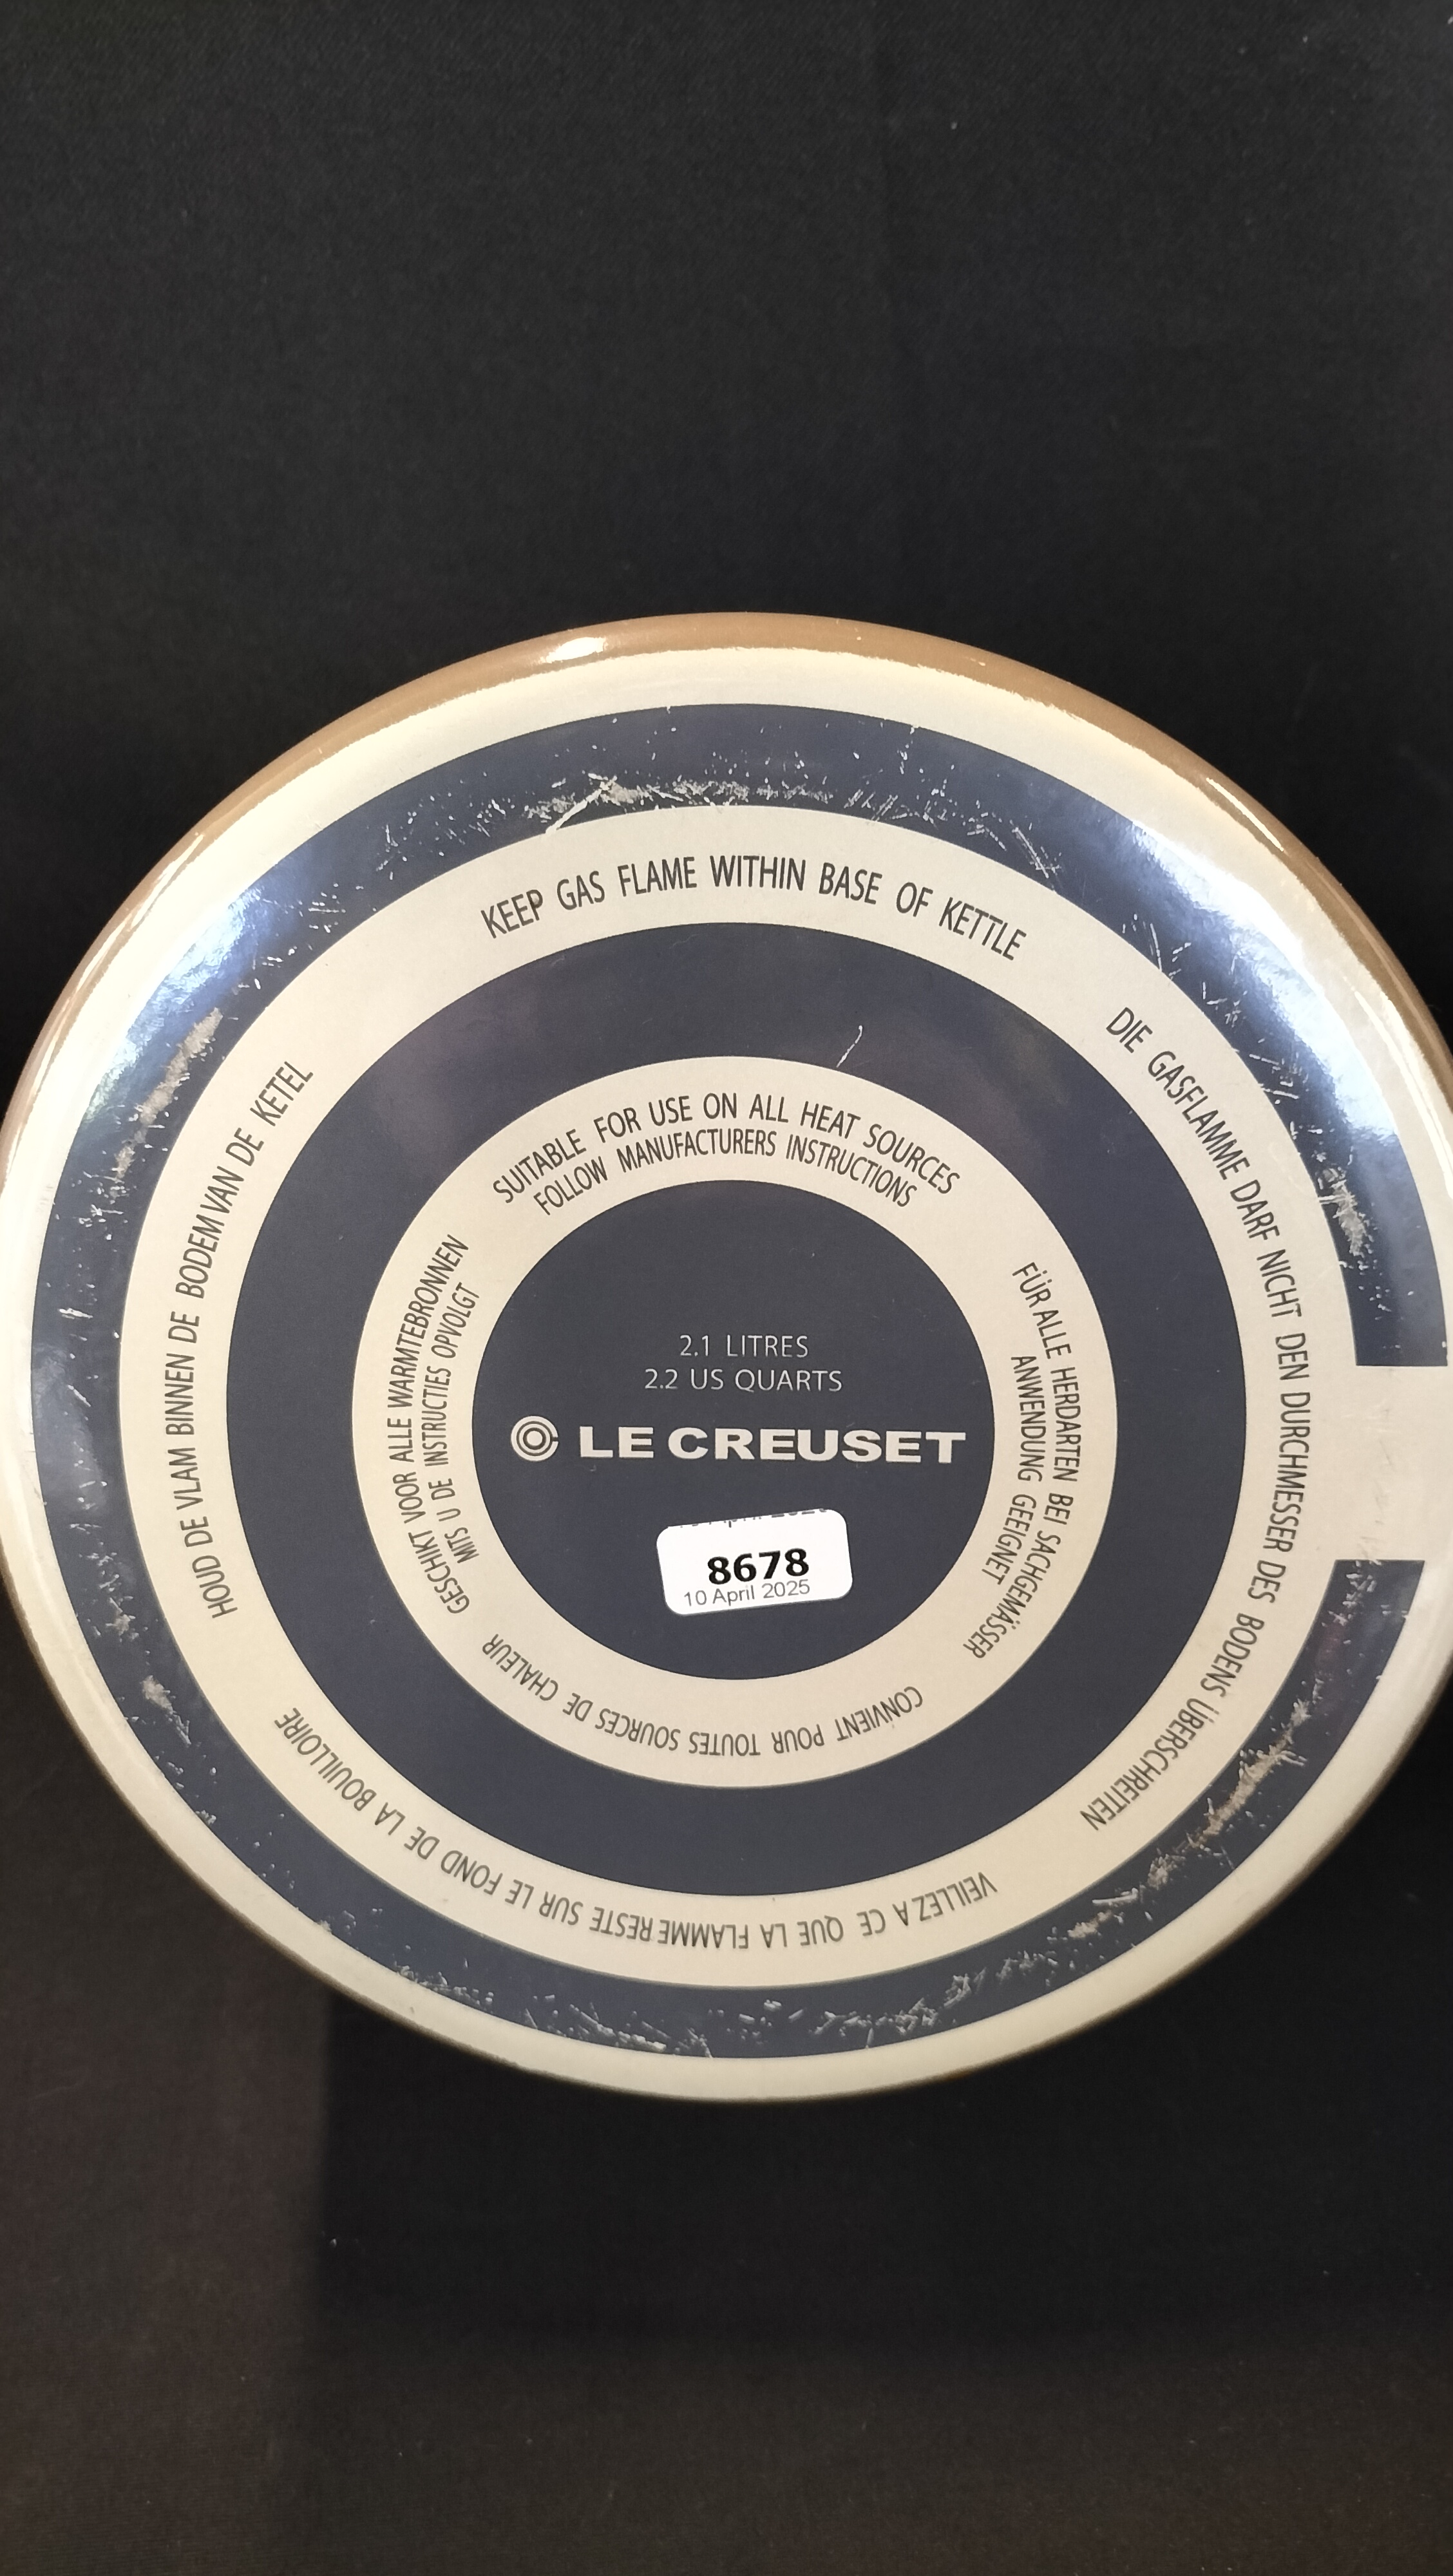 KEEP GAS FLAME WITHIN BASE OF KETTLE
DIE GASFLAMME DARF NICHT DEN DURCHMESSER DES BODENS ÜBERSCHREITEN
VEILLEZ A CE QUE LA FLAMME RESTE SUR LE FOND DE LA BOUILLOIRE
HOUD DE VLAM BINNEN DE BODEM VAN DE KETEL
SUITABLE FOR USE ON ALL HEAT SOURCES
FOLLOW MANUFACTURERS INSTRUCTIONS
FÜR ALLE HERDARTEN BEI SACHGEMÄSSER
ANWENDUNG GEEIGNET
CONVIENT POUR TOUTES SOURCES DE CHALEUR
GESCHIKT VOOR ALLE WARMTEBRONNEN
MITS U DE INSTRUCTIES OPVOLGT
2.1 LITRES
2.2 US QUARTS
LE CREUSET
8678
10 April 2025